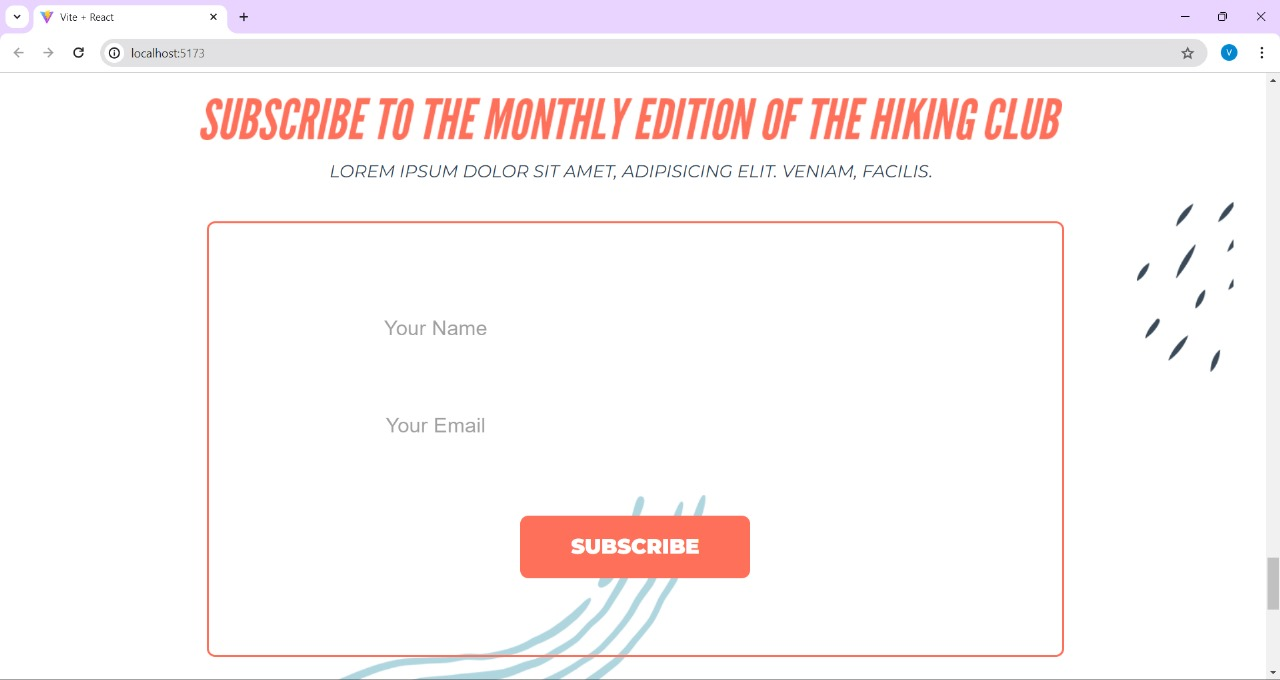 Vite + React
localhost:5173
V
SUBSCRIBE TO THE MONTHLY EDITION OF THE HIKING CLUB
LOREM IPSUM DOLOR SIT AMET, ADIPISICING ELIT. VENIAM, FACILIS.
Your Name
Your Email
SUBSCRIBE